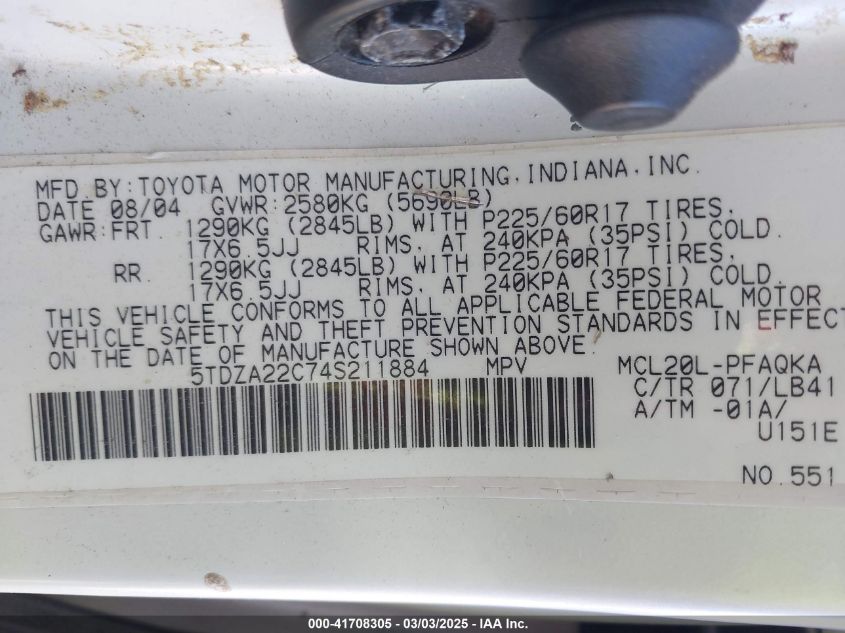 MFD BY: TOYOTA MOTOR MANUFACTURING, INDIANA, INC.
DATE 08/04 GVWR: 2580KG (5690LB)
GAWR: FRT. 1290KG (2845LB) WITH P225/60R17 TIRES,
17X6.5JJ RIMS, AT 240KPA (35PSI) COLD.
RR. 1290KG (2845LB) WITH P225/60R17 TIRES,
17X6.5JJ RIMS, AT 240KPA (35PSI) COLD.
THIS VEHICLE CONFORMS TO ALL APPLICABLE FEDERAL MOTOR
VEHICLE SAFETY AND THEFT PREVENTION STANDARDS IN EFFECT
ON THE DATE OF MANUFACTURE SHOWN ABOVE.
5TDZA22C74S211884 MPV MCL20L-PFAQKA
C/TR 071/LB41
A/TM -01A/
U151E
NO. 551
000-41708305 - 03/03/2025 - IAA Inc.